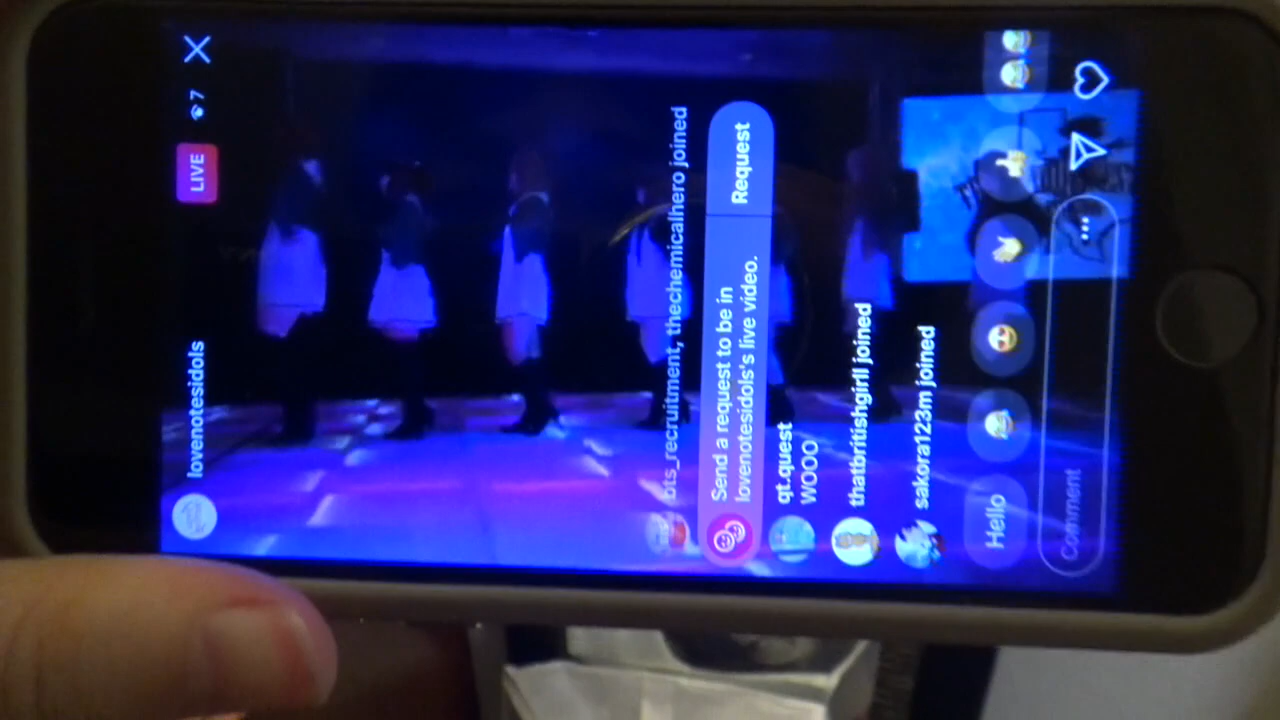 lovenotesidols
LIVE
7
bts_recruitment, thechemicalhero joined
Send a request to be in
lovenotesidols's live video.
Request
qt.quest
WOOO
thatbritishgirll joined
sakora123m joined
Hello
Comment